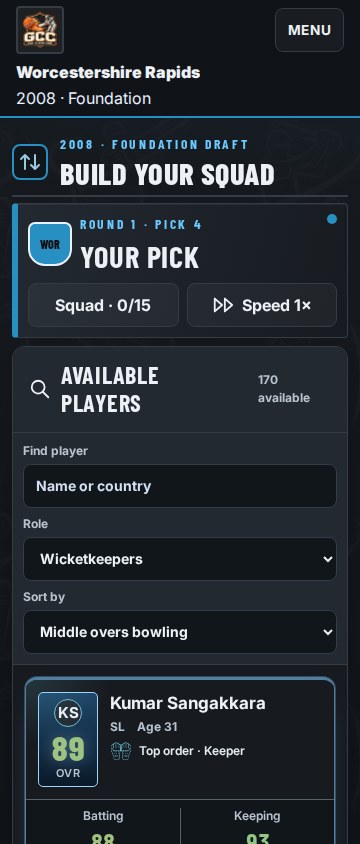 GCC
MENU
Worcestershire Rapids
2008 · Foundation
2008 · FOUNDATION DRAFT
BUILD YOUR SQUAD
WOR
ROUND 1 · PICK 4
YOUR PICK
Squad · 0/15
Speed 1×
AVAILABLE
PLAYERS
170
available
Find player
Name or country
Role
Wicketkeepers
Sort by
Middle overs bowling
KS
89
OVR
Kumar Sangakkara
SL Age 31
Top order · Keeper
Batting
Keeping
88
93